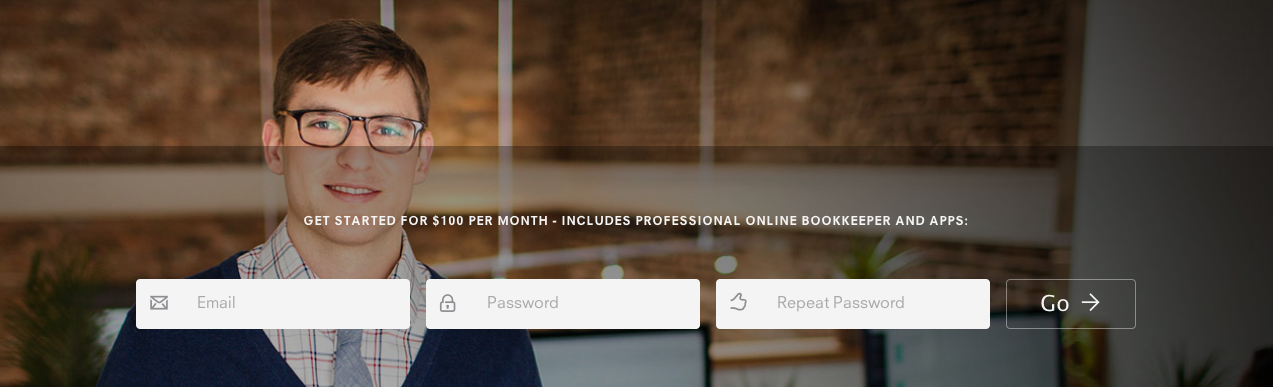 GET STARTED FOR $100 PER MONTH - INCLUDES PROFESSIONAL ONLINE BOOKKEEPER AND APPS:
Email Password Repeat Password Go →